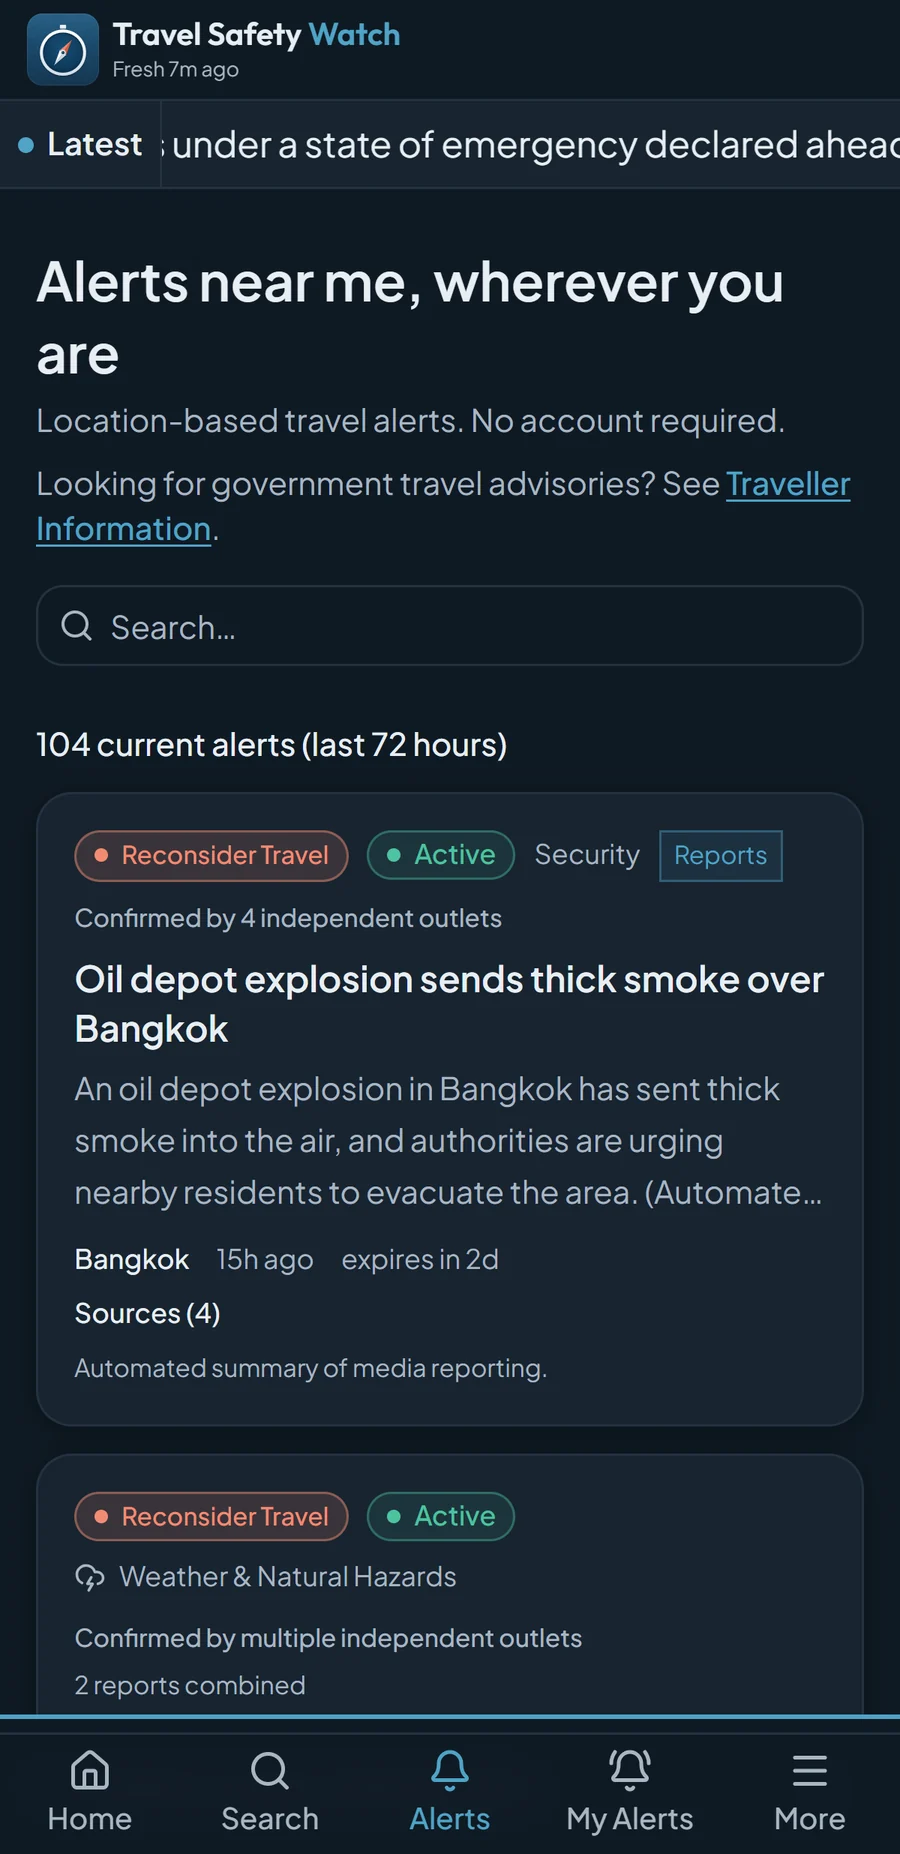 Travel Safety Watch
Fresh 7m ago
Latest
under a state of emergency declared ahead
Alerts near me, wherever you
are
Location-based travel alerts. No account required.
Looking for government travel advisories? See Traveller
Information.
Search...
104 current alerts (last 72 hours)
Reconsider Travel Active Security Reports
Confirmed by 4 independent outlets
Oil depot explosion sends thick smoke over
Bangkok
An oil depot explosion in Bangkok has sent thick
smoke into the air, and authorities are urging
nearby residents to evacuate the area. (Automate...
Bangkok 15h ago expires in 2d
Sources (4)
Automated summary of media reporting.
Reconsider Travel Active
Weather & Natural Hazards
Confirmed by multiple independent outlets
2 reports combined
Home Search Alerts My Alerts More